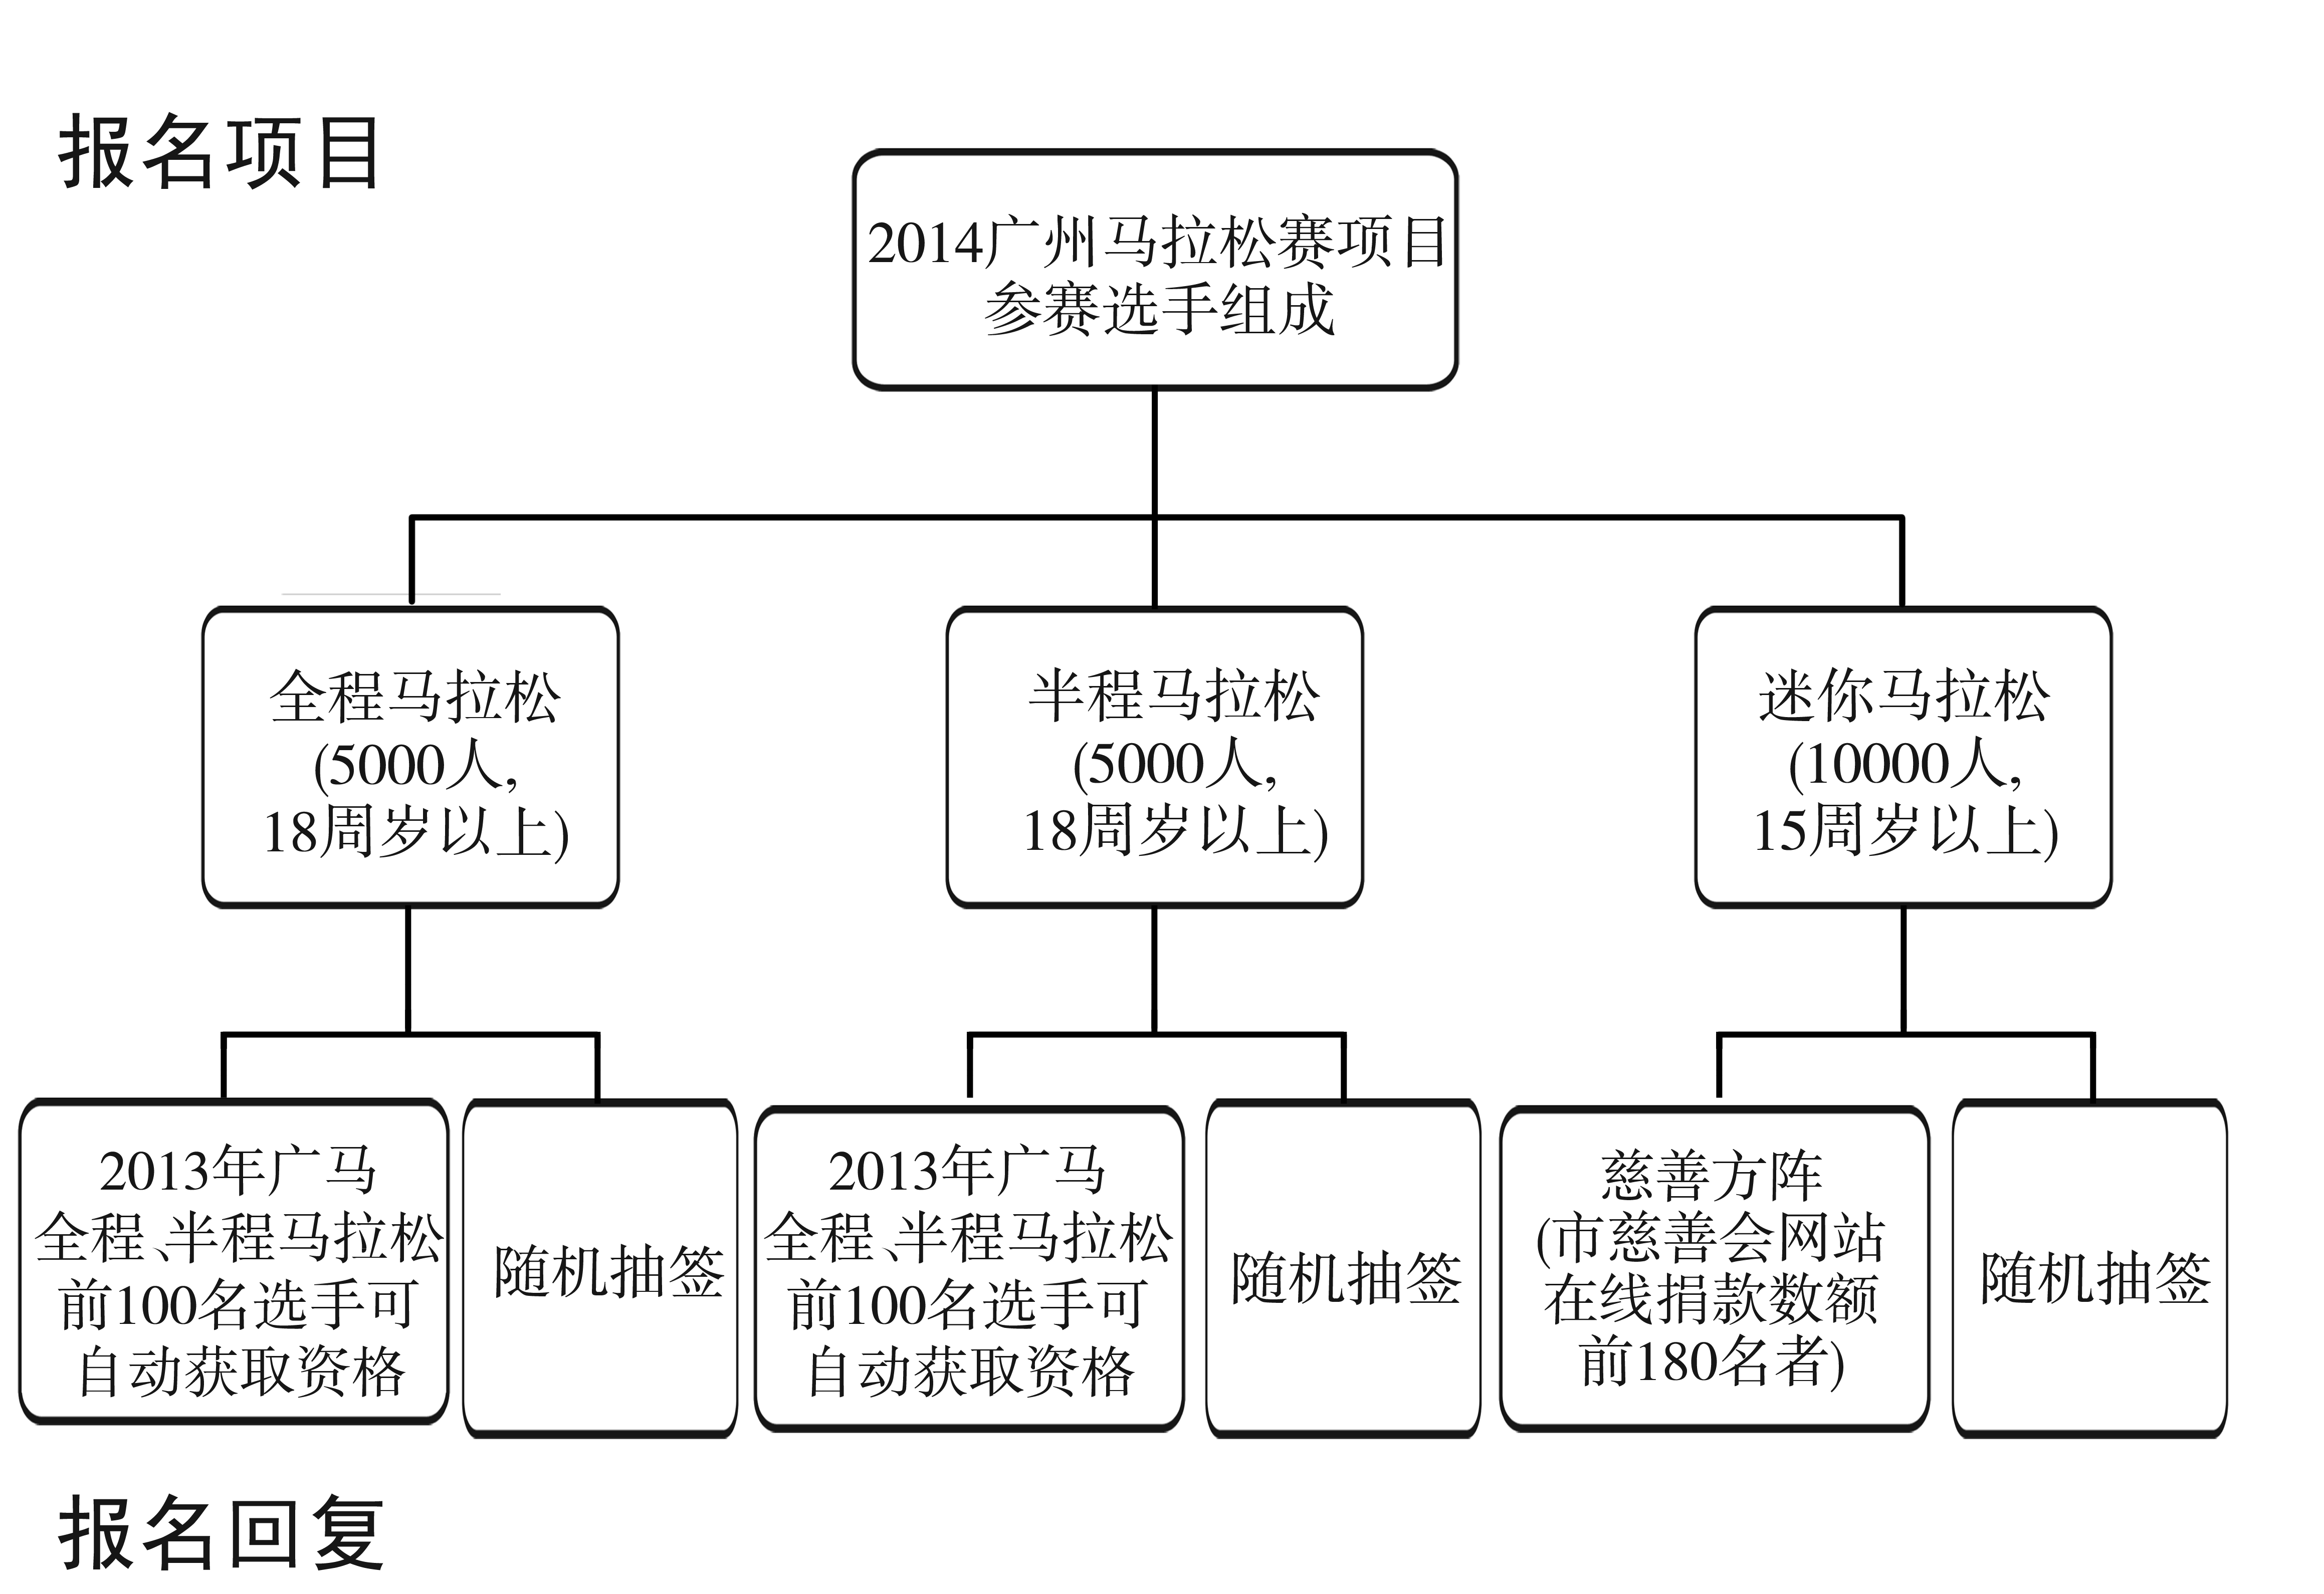 报名项目
2014广州马拉松赛项目
参赛选手组成
全程马拉松
(5000人,
18周岁以上)
半程马拉松
(5000人,
18周岁以上)
迷你马拉松
(10000人,
15周岁以上)
2013年广马
全程、半程马拉松
前100名选手可
自动获取资格
随机抽签
2013年广马
全程、半程马拉松
前100名选手可
自动获取资格
随机抽签
慈善方阵
(市慈善会网站
在线捐款数额
前180名者)
随机抽签
报名回复